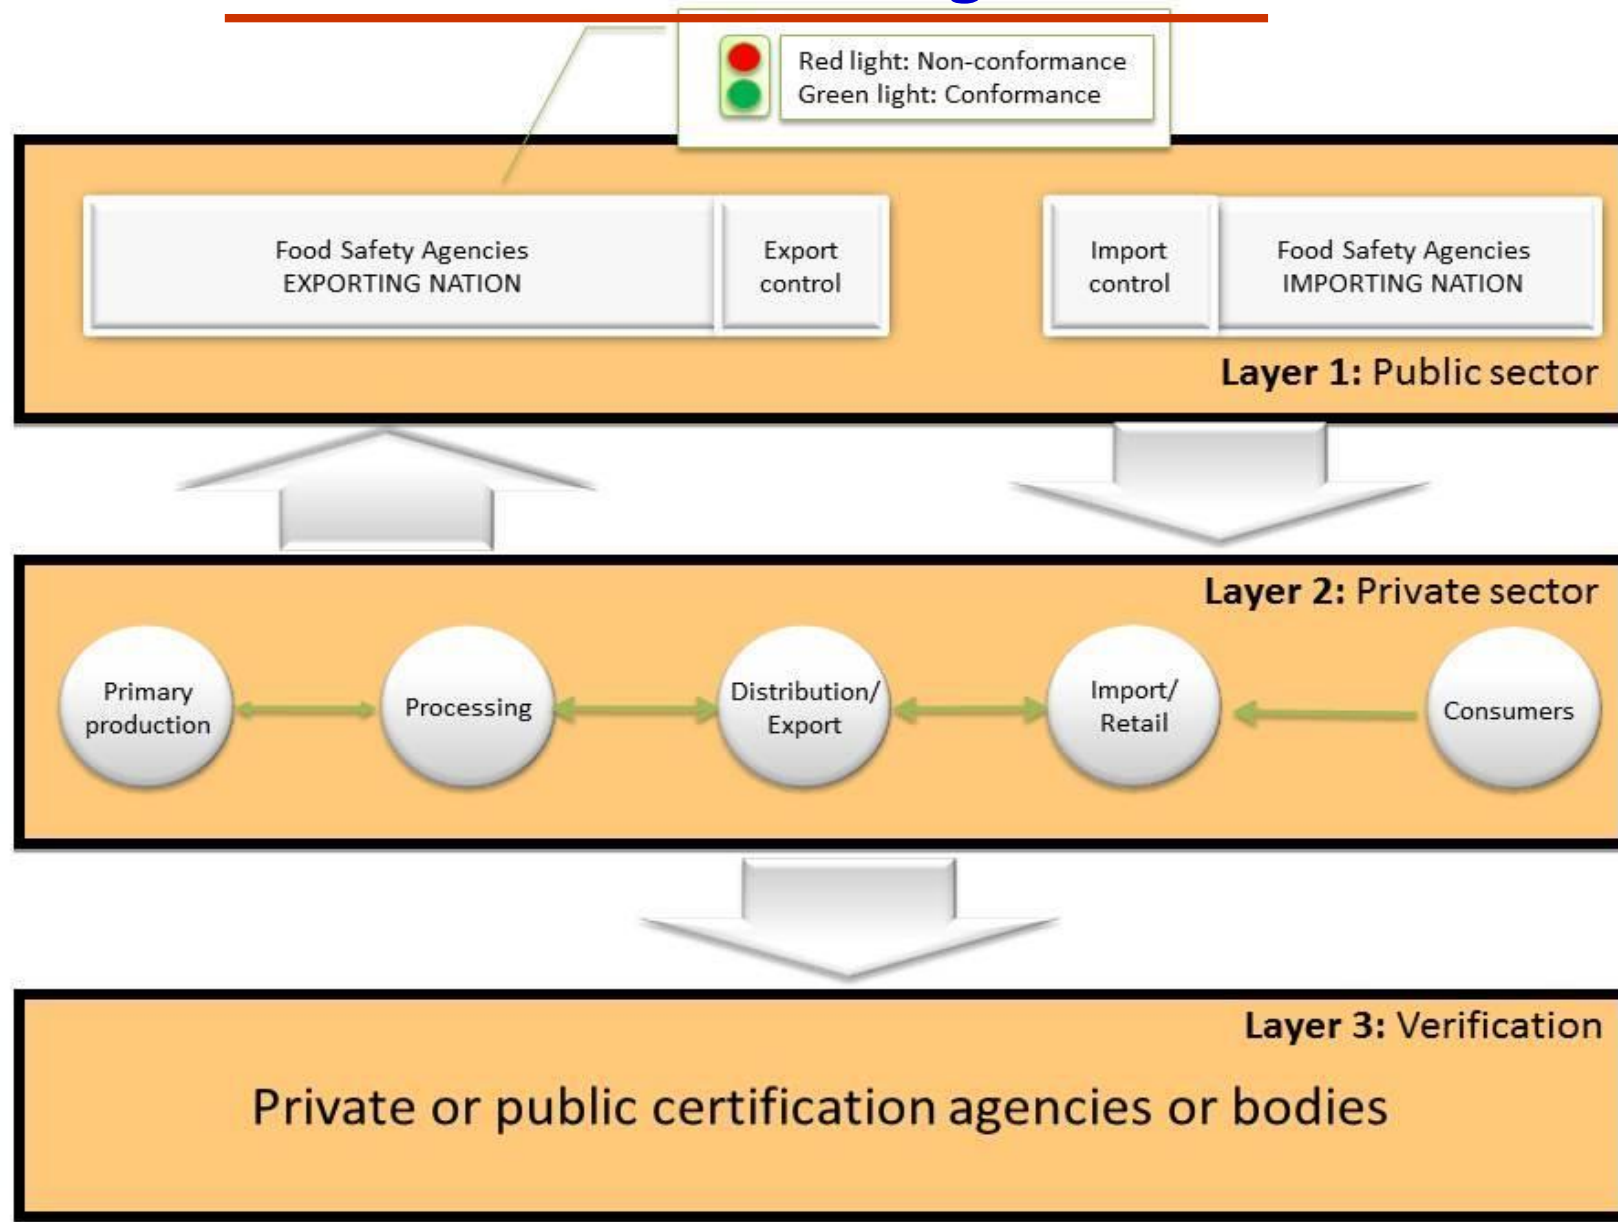 Red light: Non-conformance
Green light: Conformance
Food Safety Agencies
EXPORTING NATION
Export
control
Import
control
Food Safety Agencies
IMPORTING NATION
Layer 1: Public sector
Layer 2: Private sector
Primary
production
Processing
Distribution/
Export
Import/
Retail
Consumers
Layer 3: Verification
Private or public certification agencies or bodies